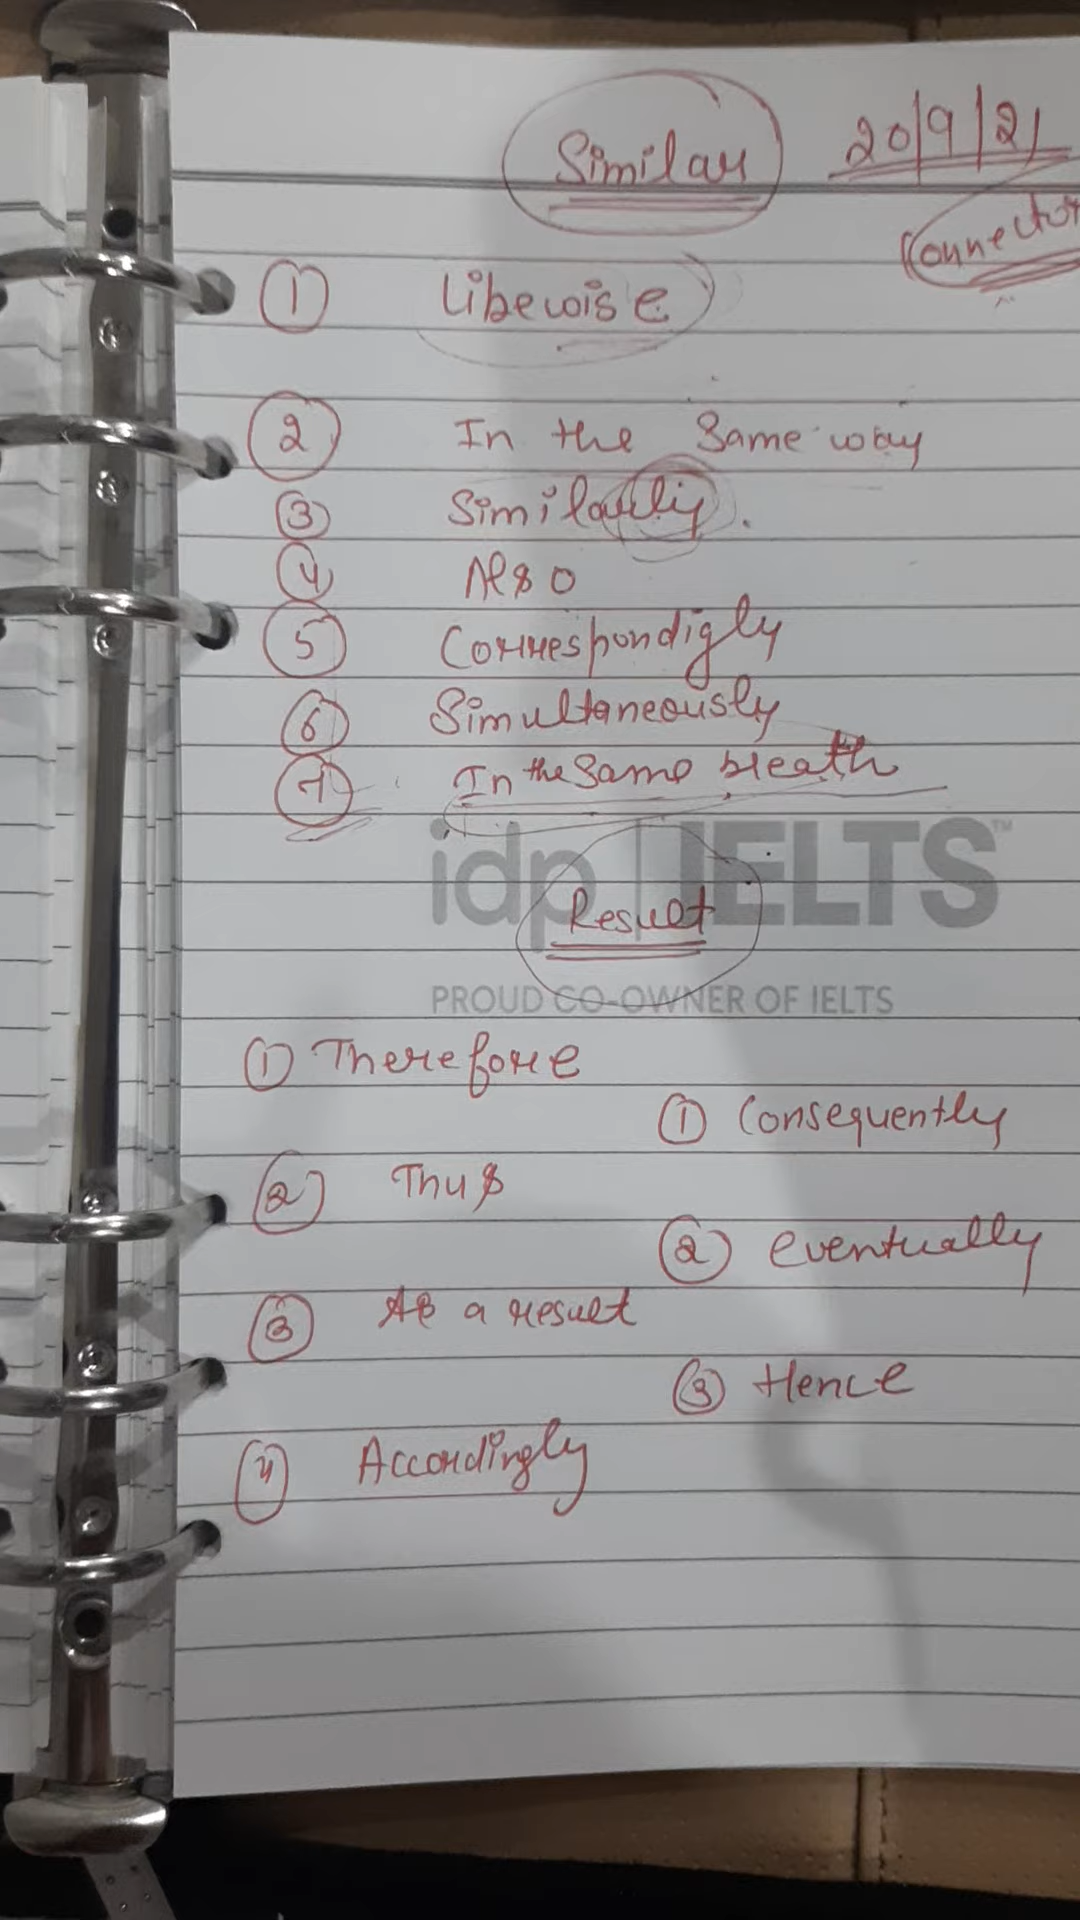 Similar 20/9/21
Connector
① Likewise
② In the Same way
③ Similarly.
④ Also
⑤ Correspondigly
⑥ Simultaneously
⑦ In the Same breath
idp IELTS™
Result
PROUD CO-OWNER OF IELTS
① Therefore
① Consequently
② Thus
② eventually
③ As a result
③ Hence
④ Accordingly